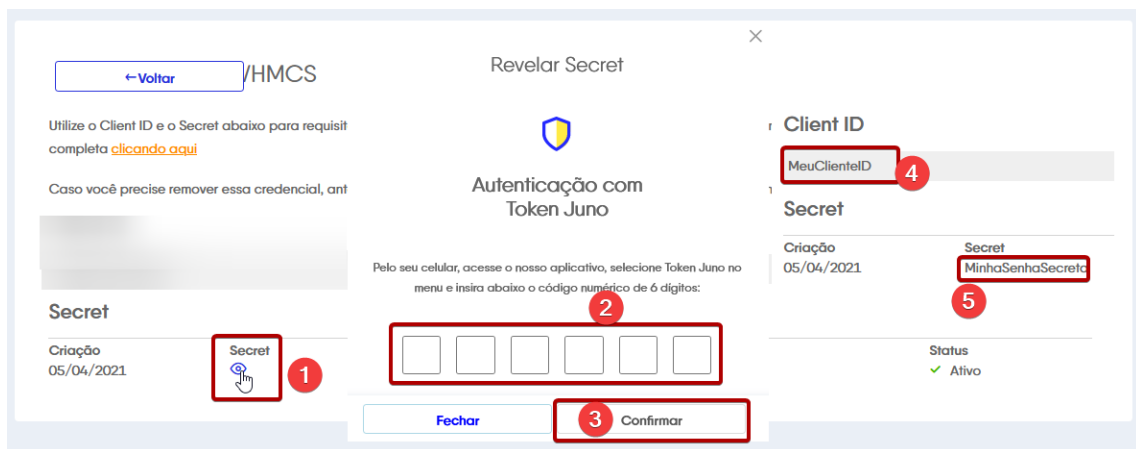 ←Voltar
/HMCS
Utilize o Client ID e o Secret abaixo para requisit
completa clicando aqui
Caso você precise remover essa credencial, ant
Secret
Criação
Secret
05/04/2021
1
Revelar Secret
Autenticação com
Token Juno
Pelo seu celular, acesse o nosso aplicativo, selecione Token Juno no
menu e insira abaixo o código numérico de 6 dígitos:
2
Fechar
3
Confirmar
Client ID
MeuClienteID
4
Secret
Criação
Secret
05/04/2021
MinhaSenhaSecreta
5
Status
Ativo